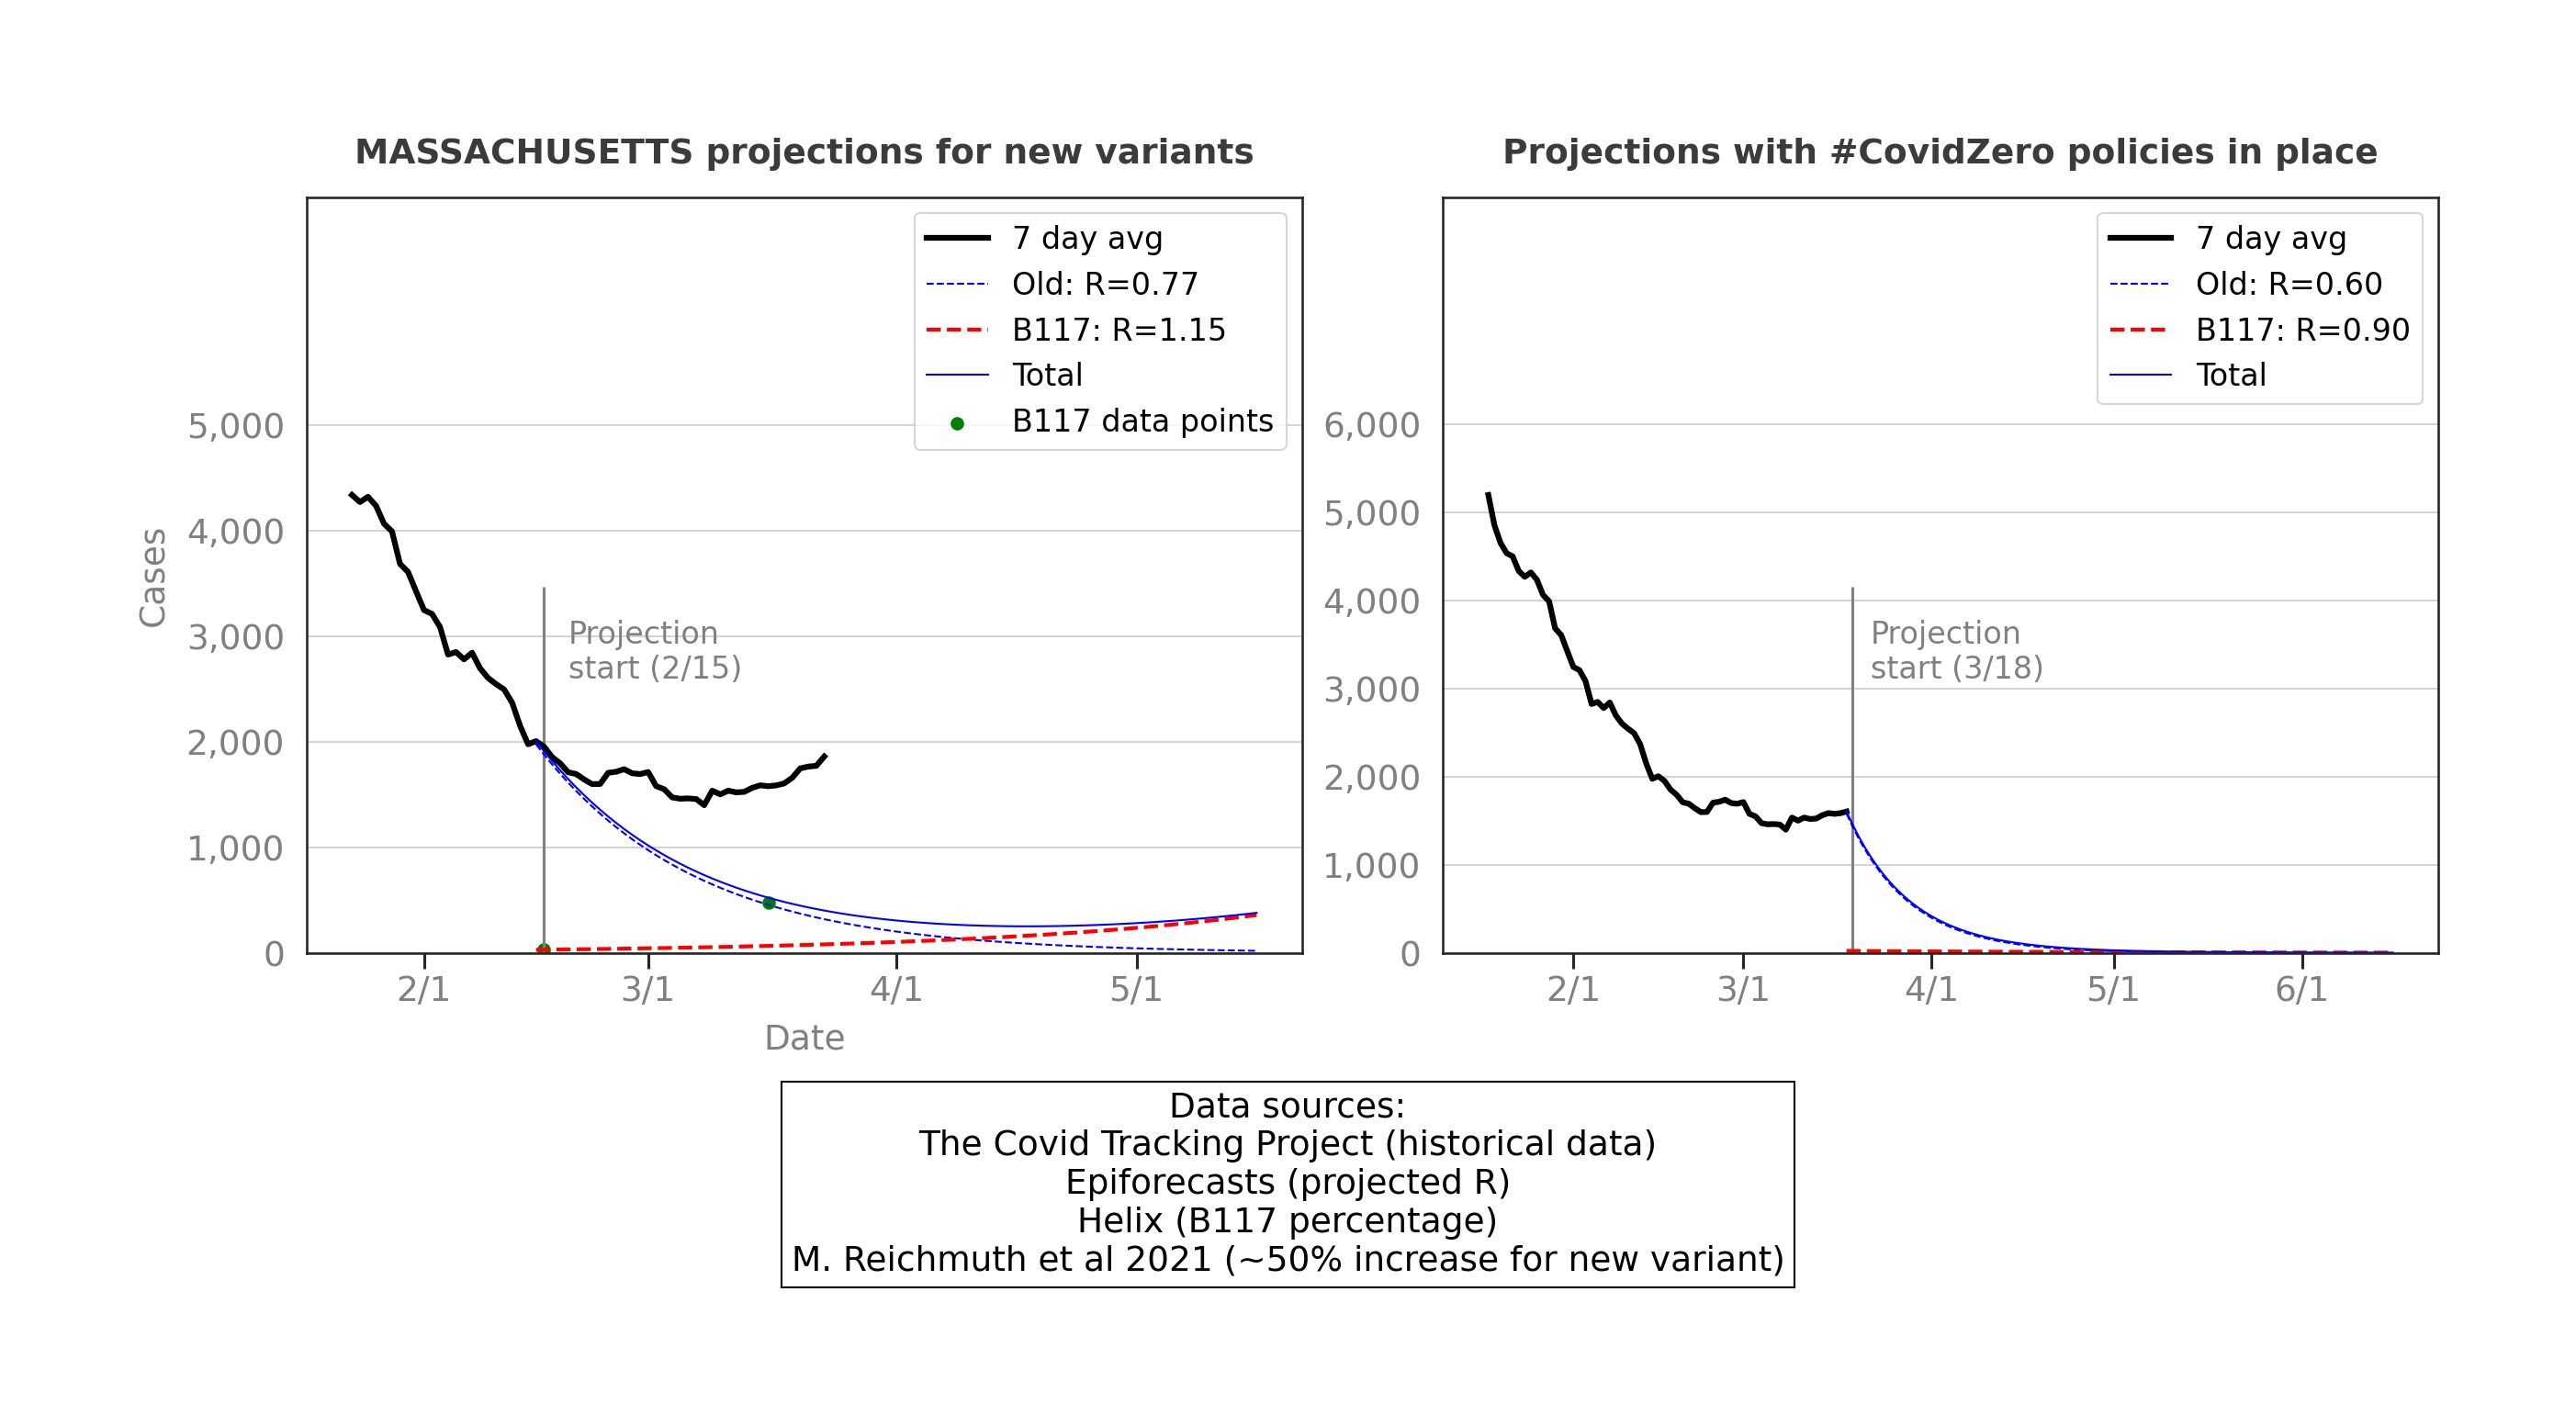 MASSACHUSETTS projections for new variants
7 day avg
Old: R=0.77
B117: R=1.15
Total
B117 data points
5,000
4,000
3,000
2,000
1,000
0
Cases
Projection
start (2/15)
2/1
3/1
4/1
5/1
Date
Projections with #CovidZero policies in place
7 day avg
Old: R=0.60
B117: R=0.90
Total
6,000
5,000
4,000
3,000
2,000
1,000
0
Projection
start (3/18)
2/1
3/1
4/1
5/1
6/1
Data sources:
The Covid Tracking Project (historical data)
Epiforecasts (projected R)
Helix (B117 percentage)
M. Reichmuth et al 2021 (~50% increase for new variant)